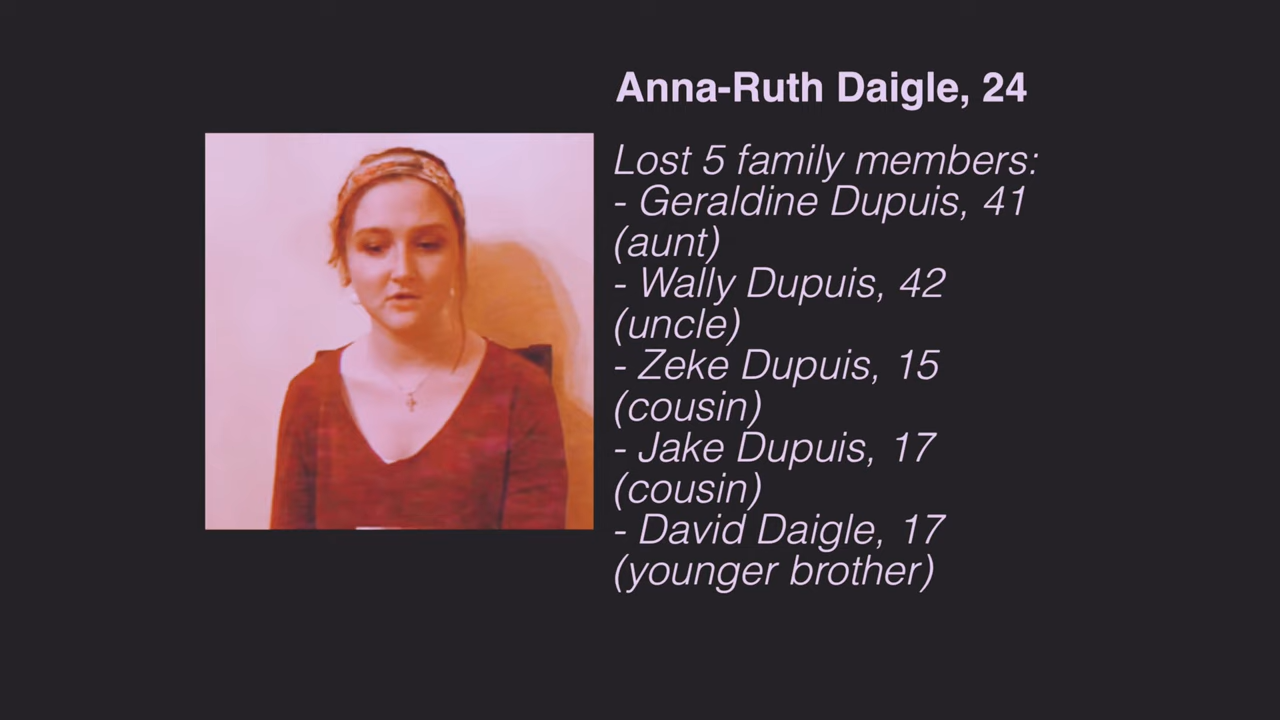 Anna-Ruth Daigle, 24
Lost 5 family members:
- Geraldine Dupuis, 41
(aunt)
- Wally Dupuis, 42
(uncle)
- Zeke Dupuis, 15
(cousin)
- Jake Dupuis, 17
(cousin)
- David Daigle, 17
(younger brother)